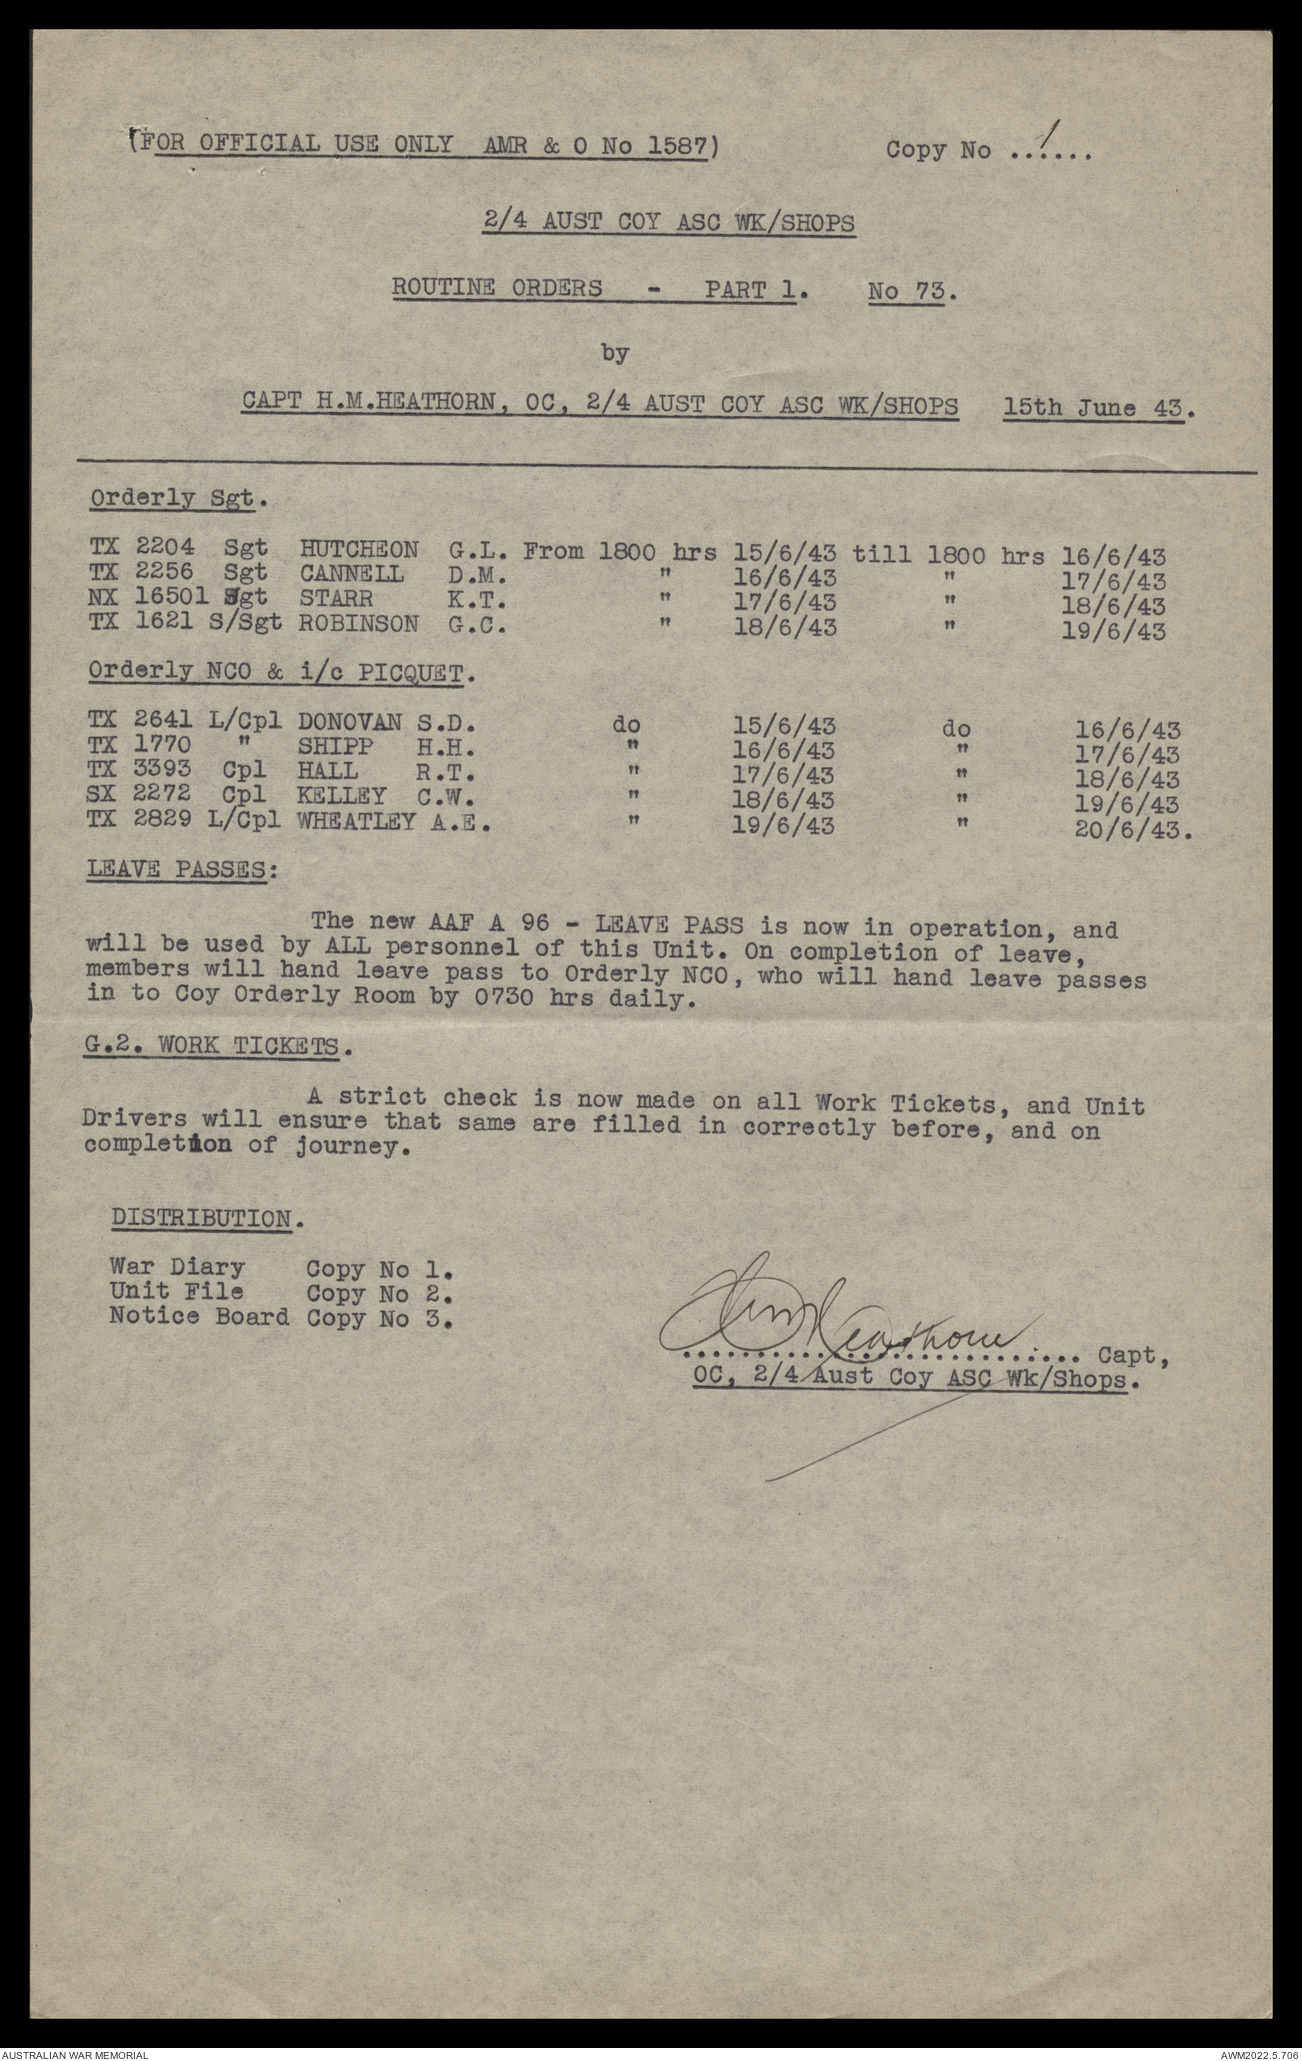 (FOR OFFICIAL USE ONLY  AMR & O No 1587)          Copy No ..1....
2/4 AUST COY ASC WK/SHOPS
ROUTINE ORDERS   -   PART 1.    No 73.
by
CAPT H.M.HEATHORN, OC, 2/4 AUST COY ASC WK/SHOPS   15th June 43.
Orderly Sgt.
TX 2204  Sgt  HUTCHEON  G.L. From 1800 hrs 15/6/43 till 1800 hrs 16/6/43
TX 2256  Sgt  CANNELL   D.M.          "    16/6/43       "       17/6/43
NX 16501 Sgt  STARR     K.T.          "    17/6/43       "       18/6/43
TX 1621 S/Sgt ROBINSON  G.C.          "    18/6/43       "       19/6/43
Orderly NCO & i/c PICQUET.
TX 2641 L/Cpl DONOVAN S.D.         do      15/6/43       do       16/6/43
TX 1770   "   SHIPP   H.H.          "      16/6/43        "       17/6/43
TX 3393  Cpl  HALL    R.T.          "      17/6/43        "       18/6/43
SX 2272  Cpl  KELLEY  C.W.          "      18/6/43        "       19/6/43
TX 2829 L/Cpl WHEATLEY A.E.         "      19/6/43        "       20/6/43.
LEAVE PASSES:
The new AAF A 96 - LEAVE PASS is now in operation, and
will be used by ALL personnel of this Unit. On completion of leave,
members will hand leave pass to Orderly NCO, who will hand leave passes
in to Coy Orderly Room by 0730 hrs daily.
G.2. WORK TICKETS.
A strict check is now made on all Work Tickets, and Unit
Drivers will ensure that same are filled in correctly before, and on
completion of journey.
DISTRIBUTION.
War Diary    Copy No 1.
Unit File    Copy No 2.
Notice Board Copy No 3.
HM Heathorn
........................... Capt,
OC, 2/4 Aust Coy ASC Wk/Shops.
AUSTRALIAN WAR MEMORIAL
AWM2022.5.706